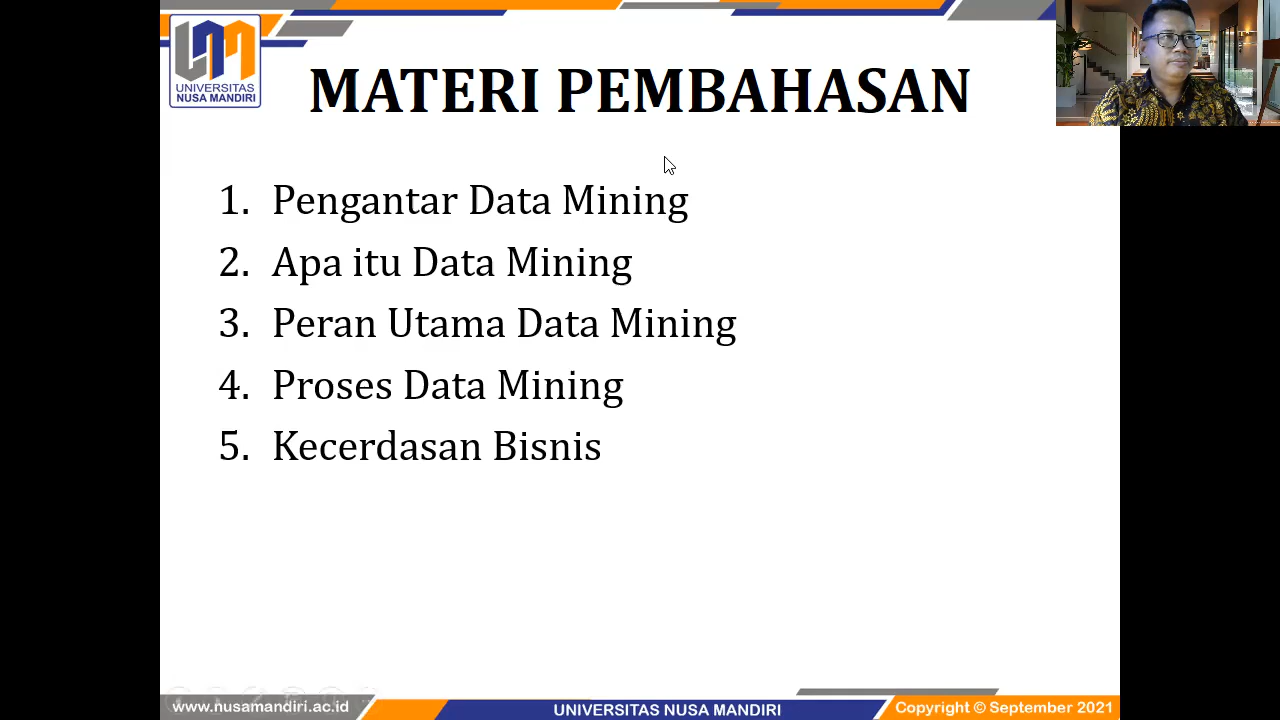 UNIVERSITAS
NUSA MANDIRI
MATERI PEMBAHASAN
1. Pengantar Data Mining
2. Apa itu Data Mining
3. Peran Utama Data Mining
4. Proses Data Mining
5. Kecerdasan Bisnis
www.nusamandiri.ac.id
UNIVERSITAS NUSA MANDIRI
Copyright © September 2021